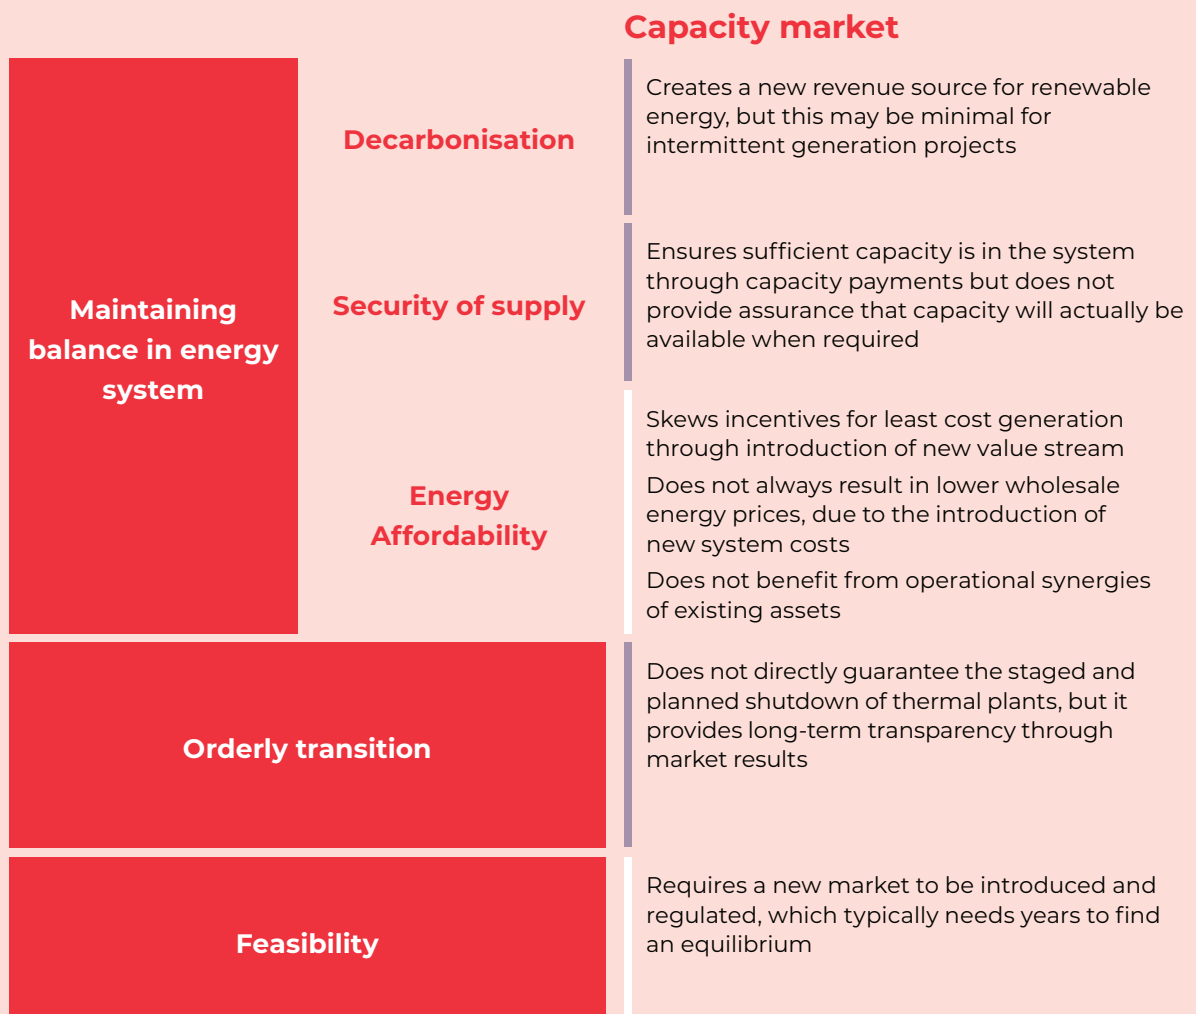 Capacity market
Maintaining
balance in energy
system
Decarbonisation
Creates a new revenue source for renewable
energy, but this may be minimal for
intermittent generation projects
Security of supply
Ensures sufficient capacity is in the system
through capacity payments but does not
provide assurance that capacity will actually be
available when required
Energy
Affordability
Skews incentives for least cost generation
through introduction of new value stream
Does not always result in lower wholesale
energy prices, due to the introduction of
new system costs
Does not benefit from operational synergies
of existing assets
Orderly transition
Does not directly guarantee the staged and
planned shutdown of thermal plants, but it
provides long-term transparency through
market results
Feasibility
Requires a new market to be introduced and
regulated, which typically needs years to find
an equilibrium